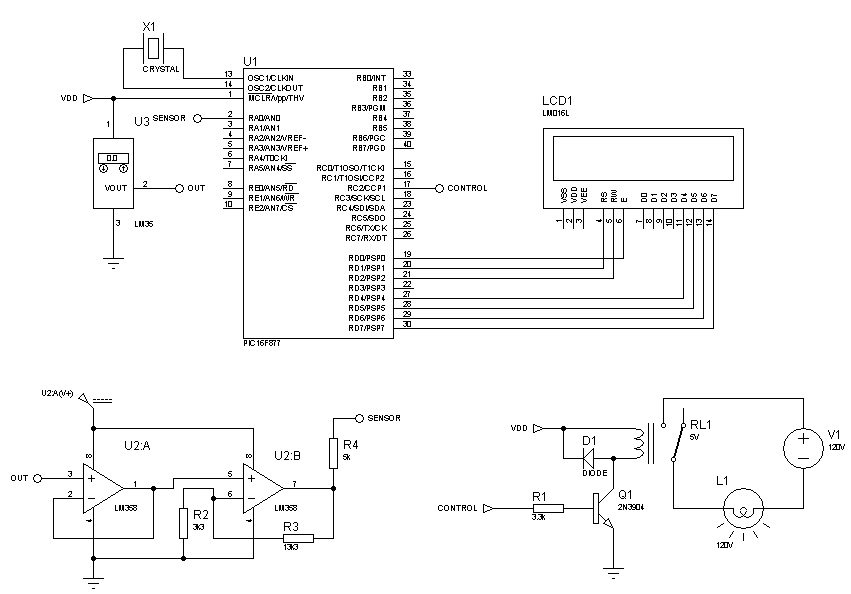 X1
CRYSTAL
U1
13 OSC1/CLKIN RB0/INT 33
14 OSC2/CLKOUT RB1 34
1 MCLR/Vpp/THV RB2 35
RB3/PGM 36
2 RA0/AN0 RB4 37
3 RA1/AN1 RB5 38
4 RA2/AN2/VREF- RB6/PGC 39
5 RA3/AN3/VREF+ RB7/PGD 40
6 RA4/T0CKI
7 RA5/AN4/SS RC0/T1OSO/T1CKI 15
RC1/T1OSI/CCP2 16
8 RE0/AN5/RD RC2/CCP1 17
9 RE1/AN6/WR RC3/SCK/SCL 18
10 RE2/AN7/CS RC4/SDI/SDA 23
RC5/SDO 24
RC6/TX/CK 25
RC7/RX/DT 26
RD0/PSP0 19
RD1/PSP1 20
RD2/PSP2 21
RD3/PSP3 22
RD4/PSP4 27
RD5/PSP5 28
RD6/PSP6 29
RD7/PSP7 30
PIC16F877
VDD
SENSOR
1
U3
0.0
VOUT
2
OUT
3
LM35
CONTROL
LCD1
LM016L
VSS VDD VEE RS RW E D0 D1 D2 D3 D4 D5 D6 D7
1 2 3 4 5 6 7 8 9 10 11 12 13 14
U2:A(V+)
U2:A
8
OUT
3
2
1
4
LM358
U2:B
8
5
6
7
4
LM358
R2
3k3
R3
13k3
R4
5k
SENSOR
VDD
D1
DIODE
RL1
5V
V1
120V
L1
120V
CONTROL
R1
3.3k
Q1
2N3904